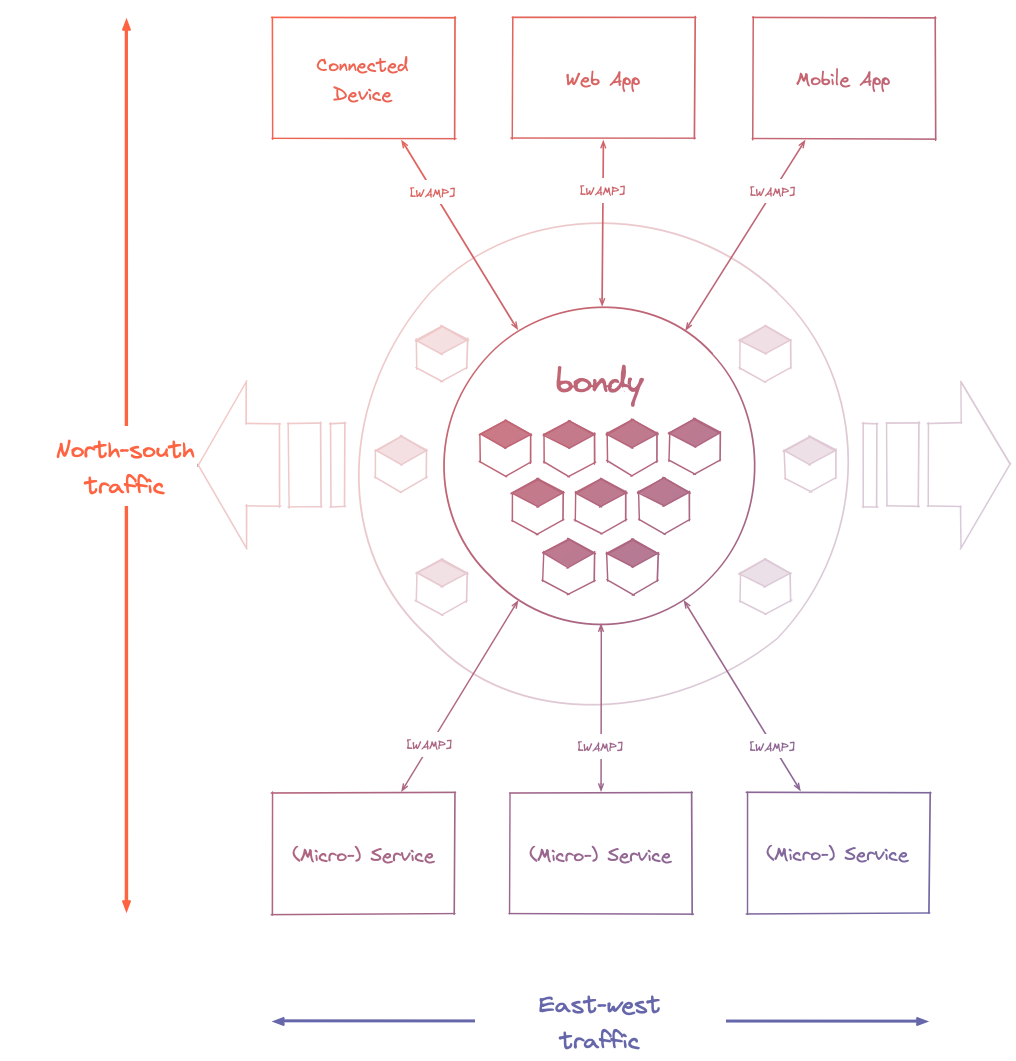 Connected
Device
Web App
Mobile App
[WAMP]
[WAMP]
[WAMP]
bondy
North-south
traffic
[WAMP]
[WAMP]
[WAMP]
(Micro-) Service
(Micro-) Service
(Micro-) Service
East-west
traffic